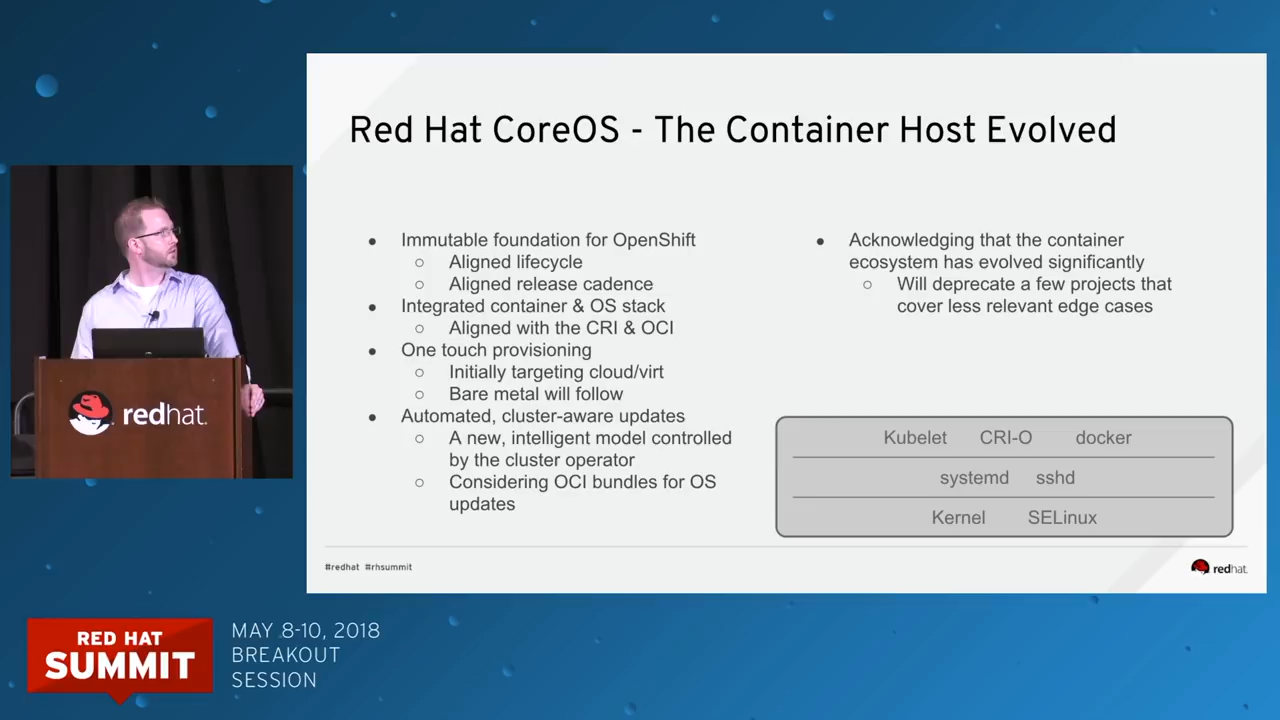 Red Hat CoreOS - The Container Host Evolved
● Immutable foundation for OpenShift
○ Aligned lifecycle
○ Aligned release cadence
● Integrated container & OS stack
○ Aligned with the CRI & OCI
● One touch provisioning
○ Initially targeting cloud/virt
○ Bare metal will follow
● Automated, cluster-aware updates
○ A new, intelligent model controlled
by the cluster operator
○ Considering OCI bundles for OS
updates
● Acknowledging that the container
ecosystem has evolved significantly
○ Will deprecate a few projects that
cover less relevant edge cases
Kubelet CRI-O docker
systemd sshd
Kernel SELinux
#redhat #rhsummit
redhat.
redhat.
RED HAT
SUMMIT
MAY 8-10, 2018
BREAKOUT
SESSION